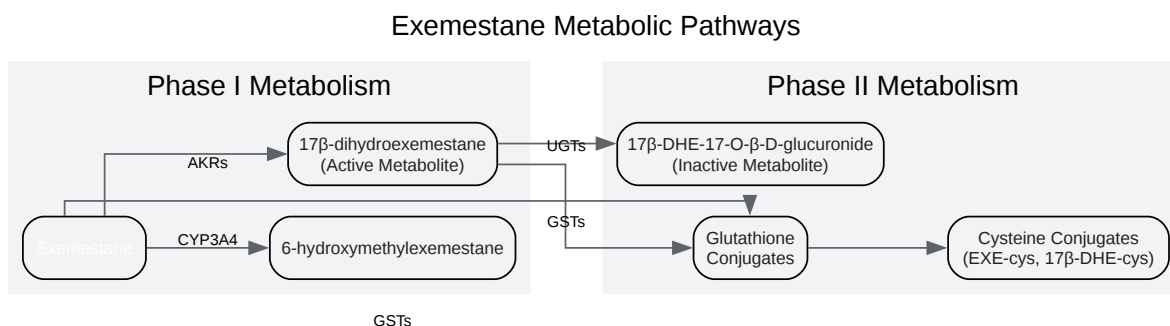 Exemestane Metabolic Pathways
Phase I Metabolism
Phase II Metabolism
17β-dihydroexemestane
(Active Metabolite)
UGTs
17β-DHE-17-O-β-D-glucuronide
(Inactive Metabolite)
AKRs
GSTs
Exemestane
CYP3A4
6-hydroxymethylexemestane
Glutathione
Conjugates
Cysteine Conjugates
(EXE-cys, 17β-DHE-cys)
GSTs